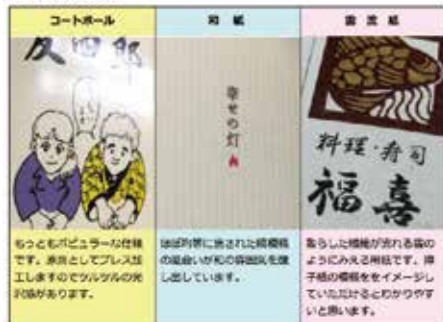 コートボール
和紙
雲流紙
反四郎
幸せの灯
料理・寿司
福喜
もっともポピュラーな仕様
です。原則としてプレス加
工しますのでツルツルの光
沢感があります。
ほぼ均等に施された縦模様
の風合いが和の雰囲気を醸
し出しています。
散らした繊維が流れる雲の
ようにみえる用紙です。障
子紙の模様をイメージし
ていただけるとわかりやす
いと思います。